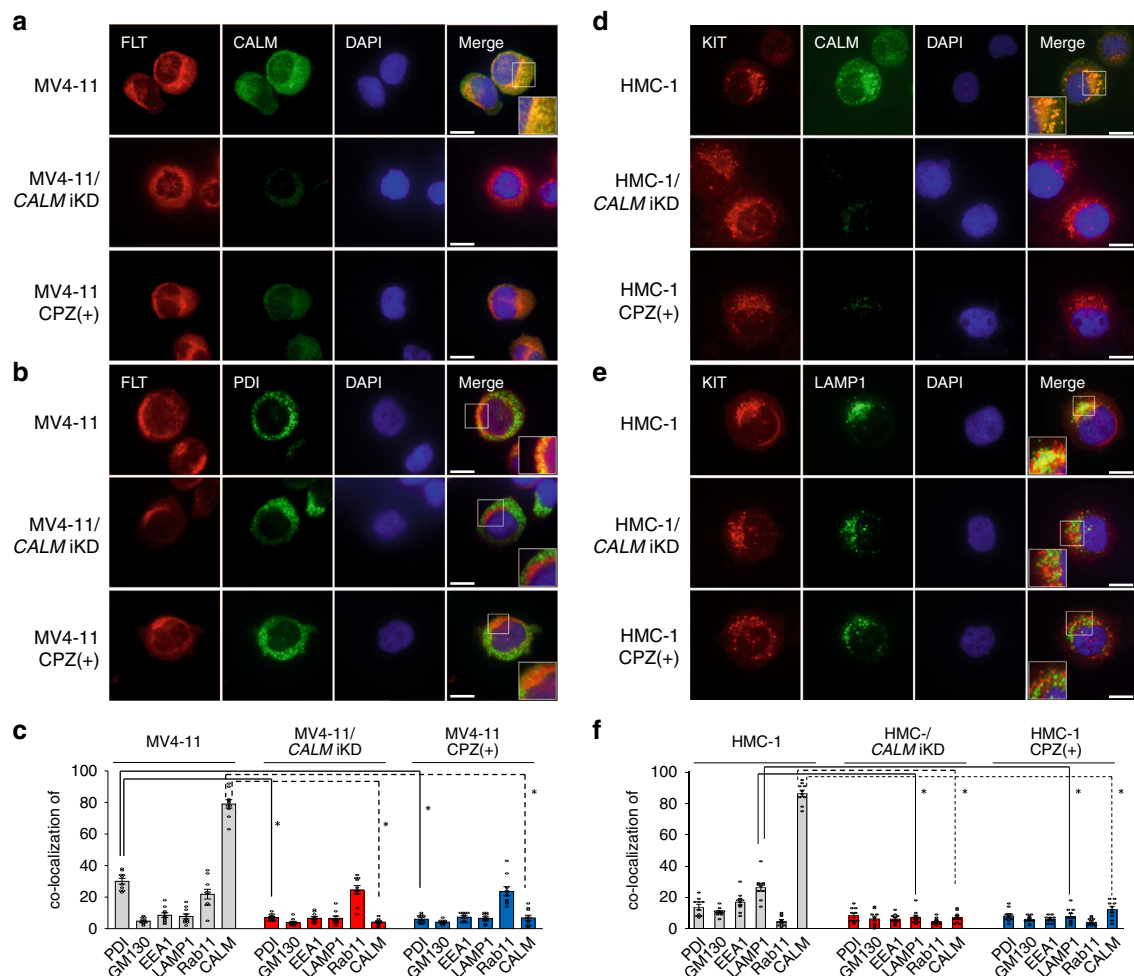 a
FLT
CALM
DAPI
Merge
MV4-11
MV4-11/
CALM iKD
MV4-11
CPZ(+)
b
FLT
PDI
DAPI
Merge
MV4-11
MV4-11/
CALM iKD
MV4-11
CPZ(+)
c
MV4-11
MV4-11/
CALM iKD
MV4-11
CPZ(+)
co-localization of
100
80
60
40
20
0
*
*
*
*
PDI
GM130
EEA1
LAMP1
Rab11
CALM
PDI
GM130
EEA1
LAMP1
Rab11
CALM
PDI
GM130
EEA1
LAMP1
Rab11
CALM
d
KIT
CALM
DAPI
Merge
HMC-1
HMC-1/
CALM iKD
HMC-1
CPZ(+)
e
KIT
LAMP1
DAPI
Merge
HMC-1
HMC-1/
CALM iKD
HMC-1
CPZ(+)
f
HMC-1
HMC-/
CALM iKD
HMC-1
CPZ(+)
co-localization of
100
80
60
40
20
0
*
*
*
*
PDI
GM130
EEA1
LAMP1
Rab11
CALM
PDI
GM130
EEA1
LAMP1
Rab11
CALM
PDI
GM130
EEA1
LAMP1
Rab11
CALM